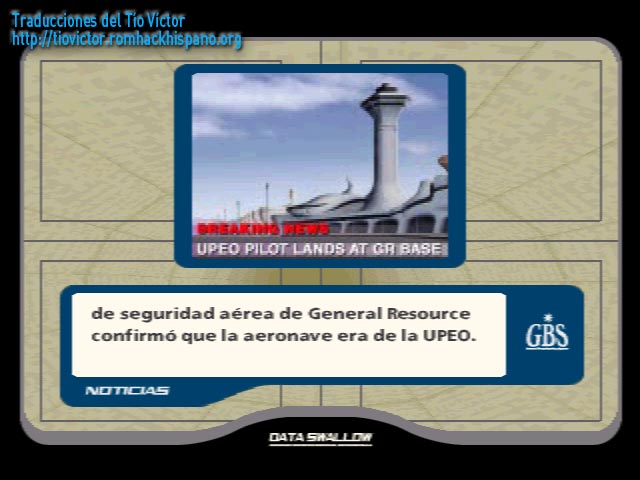 Traducciones del Tio Victor
http://tiovictor.romhackhispano.org
BREAKING NEWS
UPEO PILOT LANDS AT GR BASE
de seguridad aérea de General Resource
confirmó que la aeronave era de la UPEO.
GBS
NOTICIAS
DATA SWALLOW